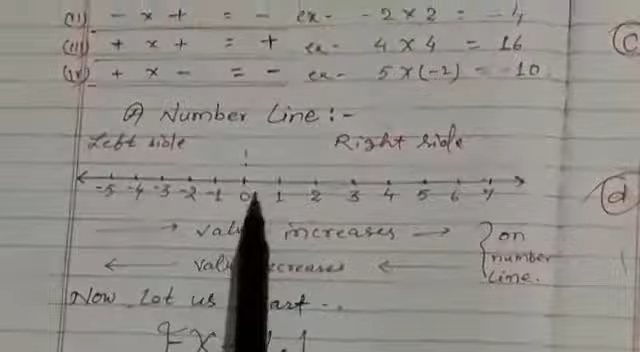 (ii) - x + = - ex- -2 x 2 = -4
(iii) + x + = + ex- 4 x 4 = 16
(iv) + x - = - ex- 5 x (-2) = -10
Number Line :-
Left side Right side
-5 -4 -3 -2 -1 0 1 2 3 4 5 6 7
→ increases → on
← ← number
line.
Now Let us
(c)
(d)